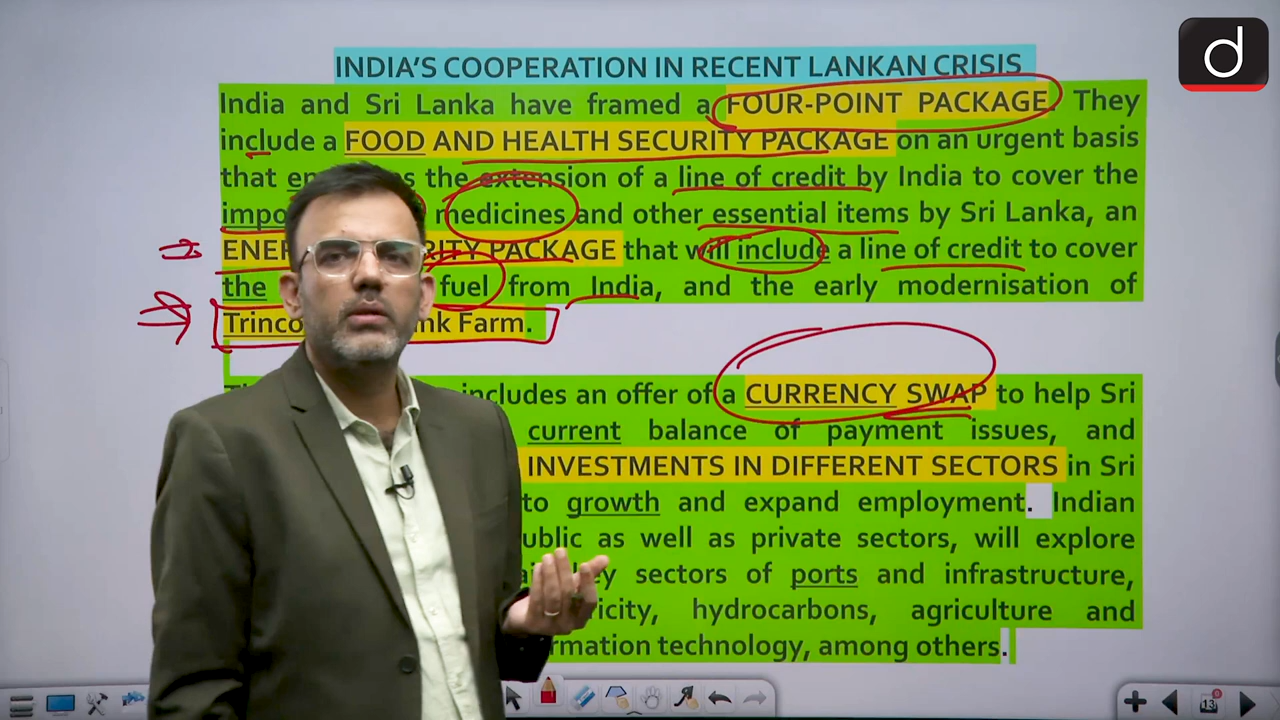 d
INDIA'S COOPERATION IN RECENT LANKAN CRISIS
India and Sri Lanka have framed a FOUR-POINT PACKAGE. They
include a FOOD AND HEALTH SECURITY PACKAGE on an urgent basis
that the extension of a line of credit by India to cover the
medicines and other essential items by Sri Lanka, an
PACKAGE that will include a line of credit to cover
the fuel from India, and the early modernisation of
Farm.
includes an offer of a CURRENCY SWAP to help Sri
current balance of payment issues, and
INVESTMENTS IN DIFFERENT SECTORS in Sri
to growth and expand employment. Indian
as well as private sectors, will explore
sectors of ports and infrastructure,
hydrocarbons, agriculture and
technology, among others.
13